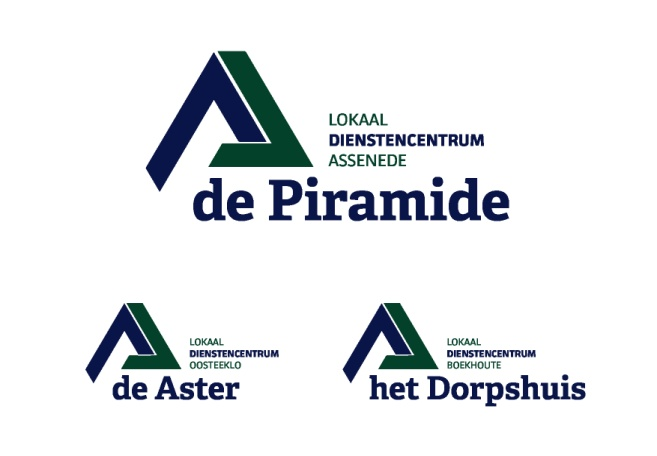 LOKAAL
DIENSTENCENTRUM
ASSENEDE
de Piramide
LOKAAL
DIENSTENCENTRUM
OOSTEEKLO
de Aster
LOKAAL
DIENSTENCENTRUM
BOEKHOUTE
het Dorpshuis